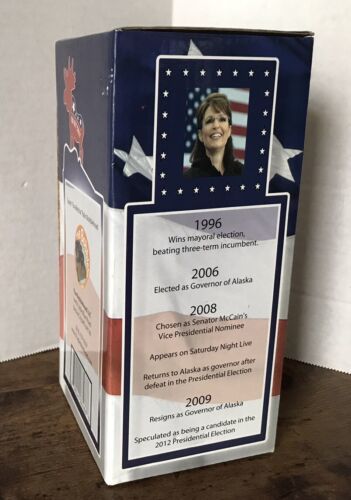 1996
Wins mayoral election,
beating three-term incumbent.
2006
Elected as Governor of Alaska
2008
Chosen as Senator McCain's
Vice Presidential Nominee
Appears on Saturday Night Live
Returns to Alaska as governor after
defeat in the Presidential Election
2009
Resigns as Governor of Alaska
Speculated as being a candidate in the
2012 Presidential Election